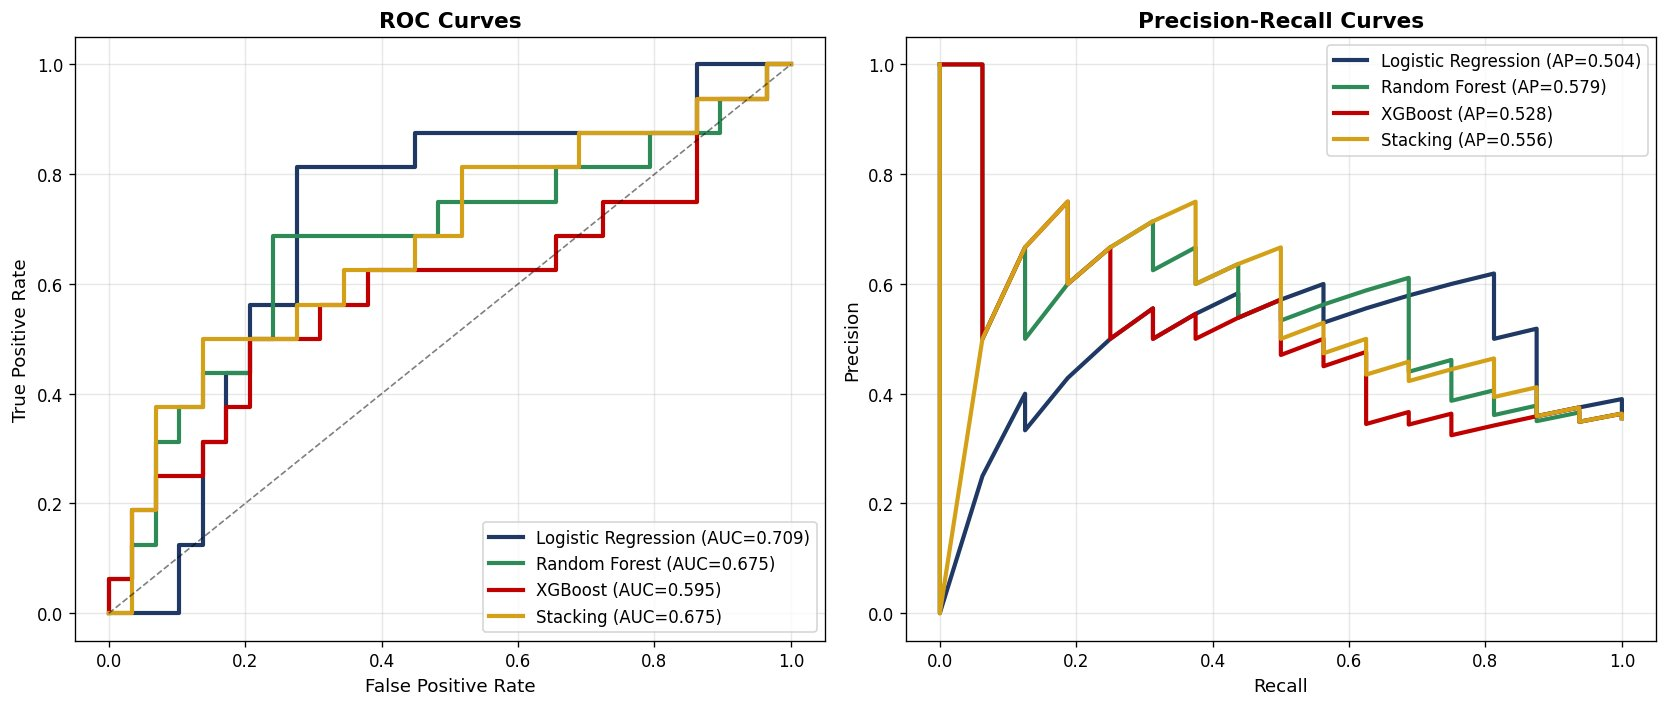 ROC Curves
True Positive Rate
1.0
0.8
0.6
0.4
0.2
0.0
Logistic Regression (AUC=0.709)
Random Forest (AUC=0.675)
XGBoost (AUC=0.595)
Stacking (AUC=0.675)
0.0 0.2 0.4 0.6 0.8 1.0
False Positive Rate
Precision-Recall Curves
Precision
1.0
0.8
0.6
0.4
0.2
0.0
Logistic Regression (AP=0.504)
Random Forest (AP=0.579)
XGBoost (AP=0.528)
Stacking (AP=0.556)
0.0 0.2 0.4 0.6 0.8 1.0
Recall